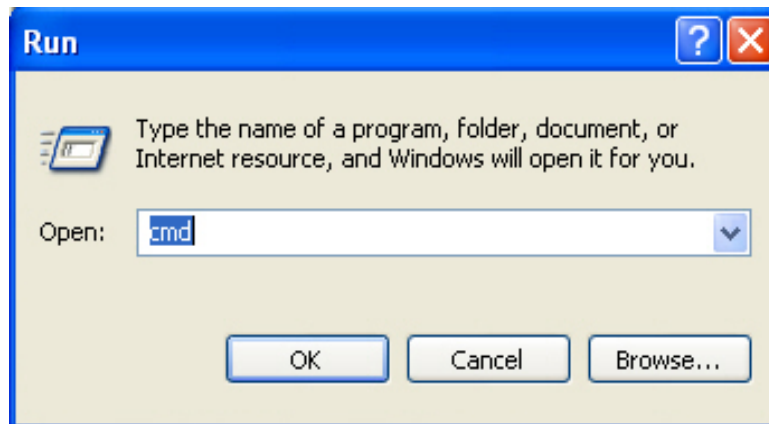 Run
Type the name of a program, folder, document, or
Internet resource, and Windows will open it for you.
Open: cmd
OK Cancel Browse...